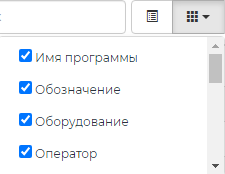 Имя программы
Обозначение
Оборудование
Оператор